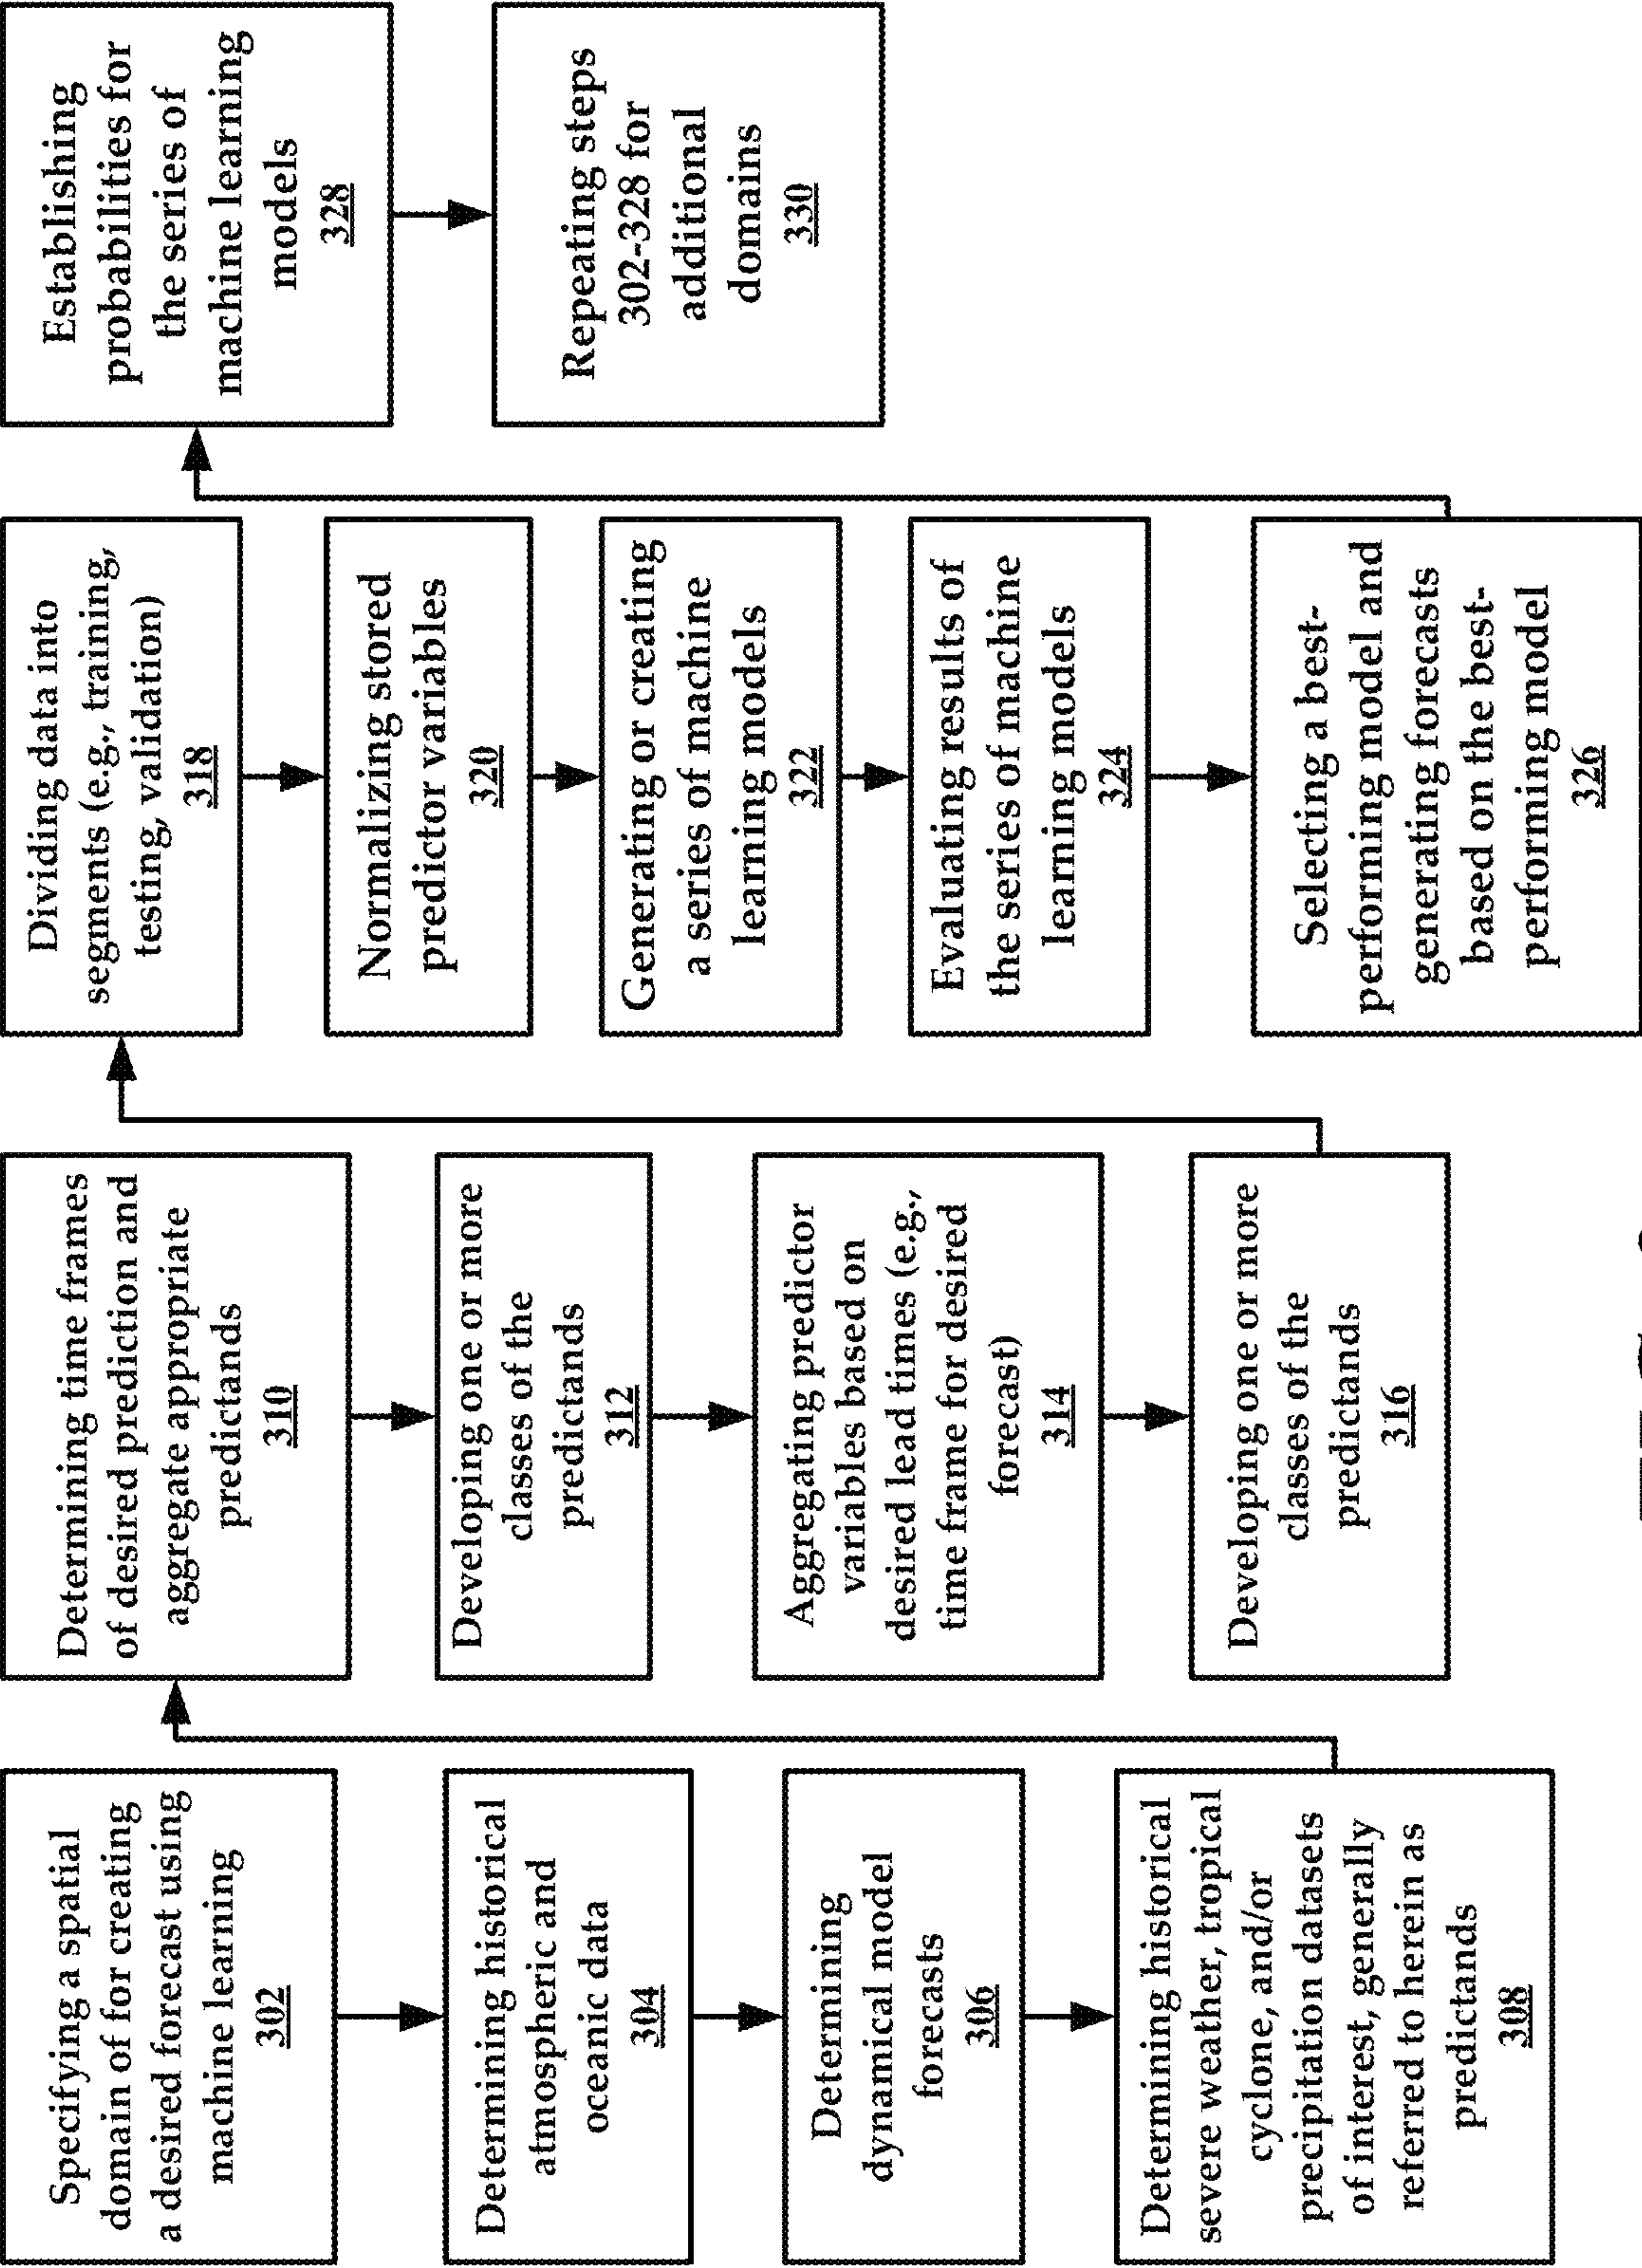 Specifying a spatial
domain of for creating
a desired forecast using
machine learning
302
Determining historical
atmospheric and
oceanic data
304
Determining
dynamical model
forecasts
306
Determining historical
severe weather, tropical
cyclone, and/or
precipitation datasets
of interest, generally
referred to herein as
predictands
308
Determining time frames
of desired prediction and
aggregate appropriate
predictands
310
Developing one or more
classes of the
predictands
312
Aggregating predictor
variables based on
desired lead times (e.g.,
time frame for desired
forecast)
314
Developing one or more
classes of the
predictands
316
Dividing data into
segments (e.g., training,
testing, validation)
318
Normalizing stored
predictor variables
320
Generating or creating
a series of machine
learning models
322
Evaluating results of
the series of machine
learning models
324
Selecting a best-
performing model and
generating forecasts
based on the best-
performing model
326
Establishing
probabilities for
the series of
machine learning
models
328
Repeating steps
302-328 for
additional
domains
330